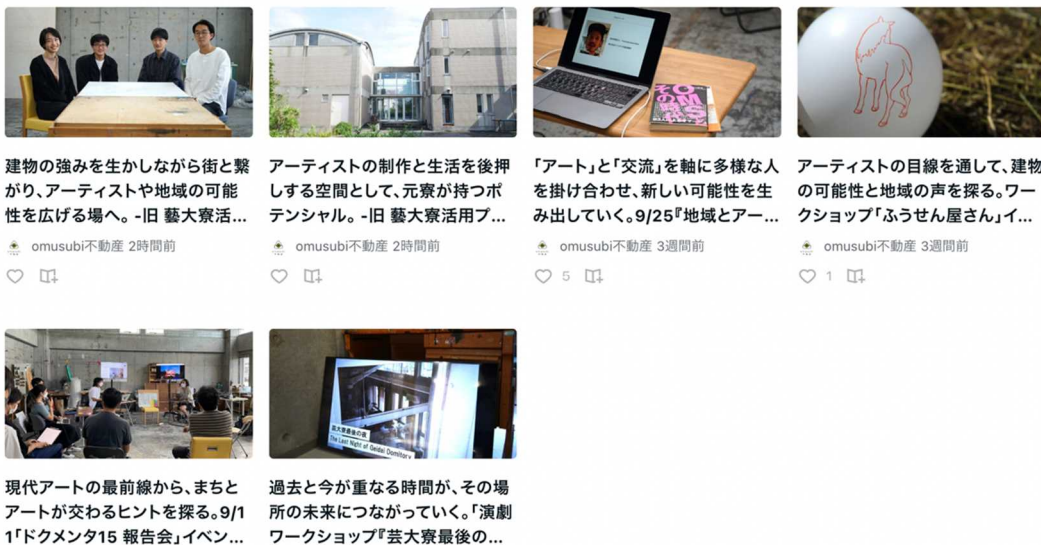 建物の強みを生かしながら街と繋
がり、アーティストや地域の可能
性を広げる場へ。-旧 藝大寮活...
omusubi不動産 2時間前
アーティストの制作と生活を後押
しする空間として、元寮が持つポ
テンシャル。-旧 藝大寮活用プ...
omusubi不動産 2時間前
OMS
その時代
「アート」と「交流」を軸に多様な人
を掛け合わせ、新しい可能性を生
み出していく。9/25『地域とアー...
omusubi不動産 3週間前
5
アーティストの目線を通して、建物
の可能性と地域の声を探る。ワー
クショップ「ふうせん屋さん」イ...
omusubi不動産 3週間前
1
現代アートの最前線から、まちと
アートが交わるヒントを探る。9/1
1「ドクメンタ15 報告会」イベン...
芸大寮最後の夜
The Last Night of Geidai Domitory
過去と今が重なる時間が、その場
所の未来につながっていく。「演劇
ワークショップ『芸大寮最後の...